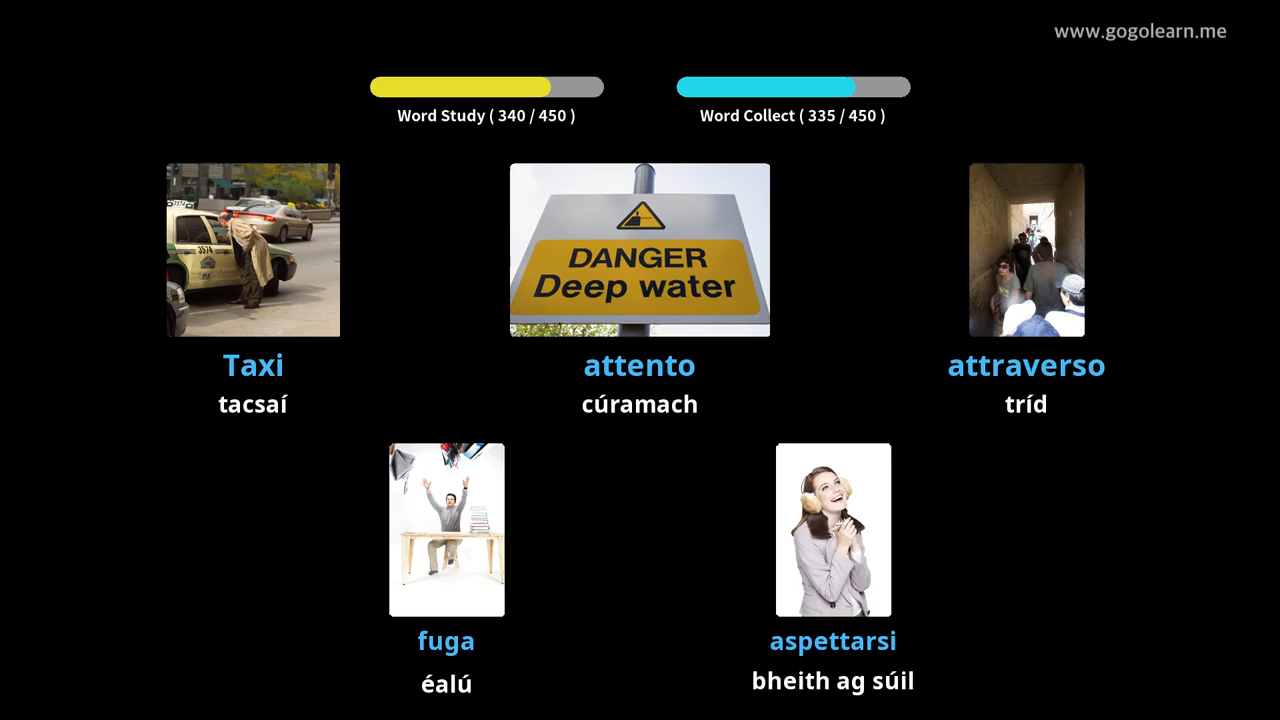 www.gogolearn.me
Word Study ( 340 / 450 )
Word Collect ( 335 / 450 )
3574
DANGER
Deep water
Taxi
attento
attraverso
tacsaí
cúramach
tríd
fuga
aspettarsi
éalú
bheith ag súil